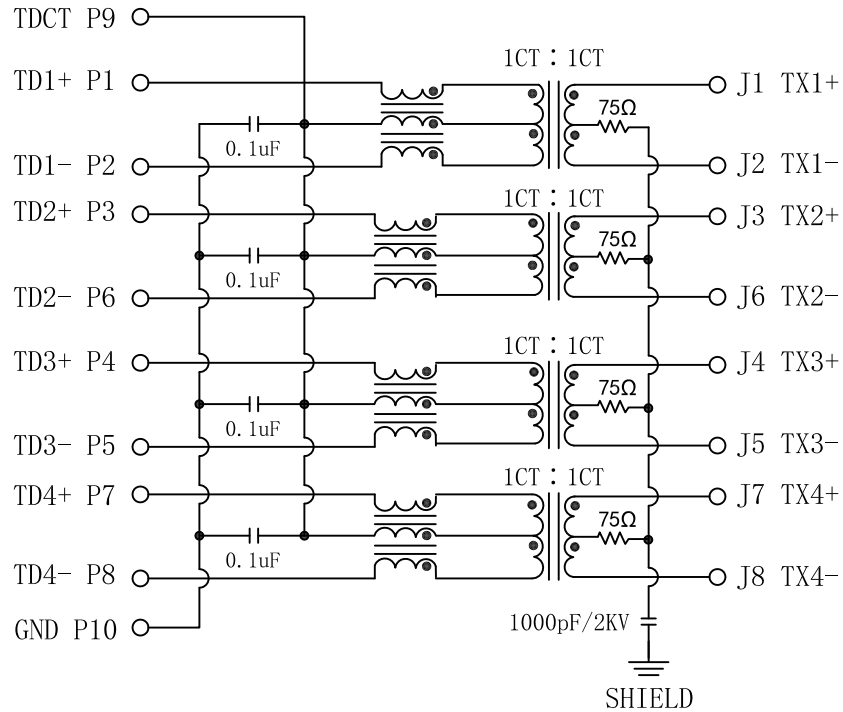 TDCT P9
1CT : 1CT
TD1+ P1
J1 TX1+
75Ω
0.1uF
TD1- P2
J2 TX1-
1CT : 1CT
TD2+ P3
J3 TX2+
75Ω
0.1uF
TD2- P6
J6 TX2-
1CT : 1CT
TD3+ P4
J4 TX3+
75Ω
0.1uF
TD3- P5
J5 TX3-
1CT : 1CT
TD4+ P7
J7 TX4+
75Ω
0.1uF
TD4- P8
J8 TX4-
GND P10
1000pF/2KV
SHIELD